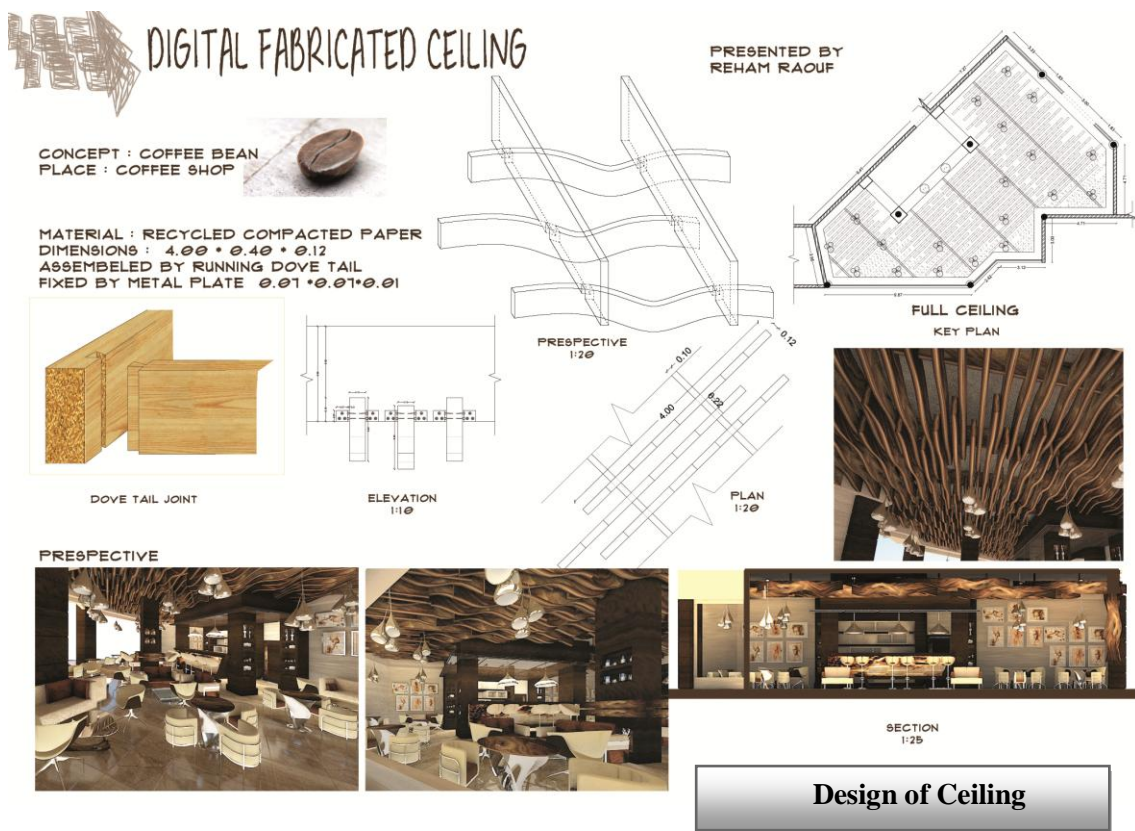 DIGITAL FABRICATED CEILING
PRESENTED BY
REHAM RAOUF
CONCEPT : COFFEE BEAN
PLACE : COFFEE SHOP
MATERIAL : RECYCLED COMPACTED PAPER
DIMENSIONS : 4.00 * 0.40 * 0.12
ASSEMBELED BY RUNNING DOVE TAIL
FIXED BY METAL PLATE 0.07 *0.07*0.01
PRESPECTIVE
1:20
FULL CEILING
KEY PLAN
0.12
0.10
4.00
0.22
DOVE TAIL JOINT
ELEVATION
1:10
PLAN
1:20
PRESPECTIVE
SECTION
1:25
Design of Ceiling